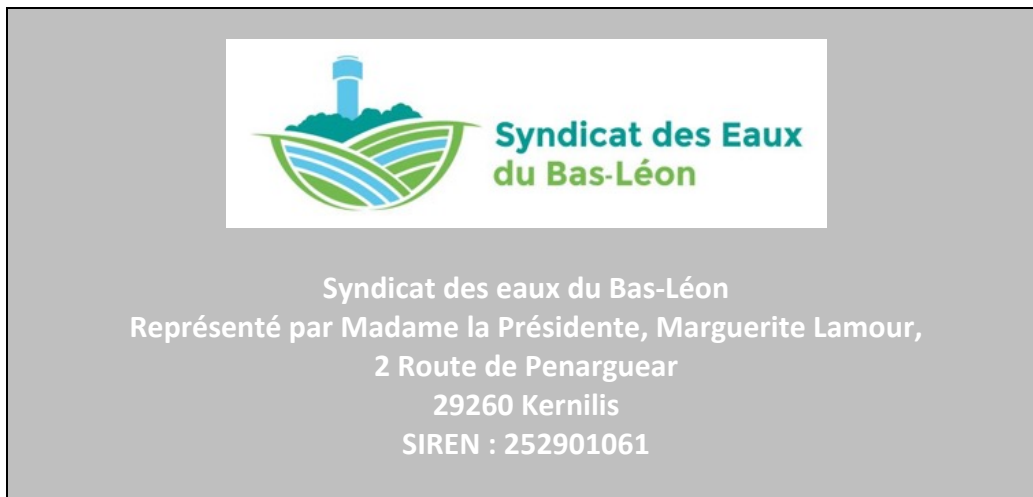 Syndicat des Eaux
du Bas-Léon
Syndicat des eaux du Bas-Léon
Représenté par Madame la Présidente, Marguerite Lamour,
2 Route de Penarguear
29260 Kernilis
SIREN : 252901061